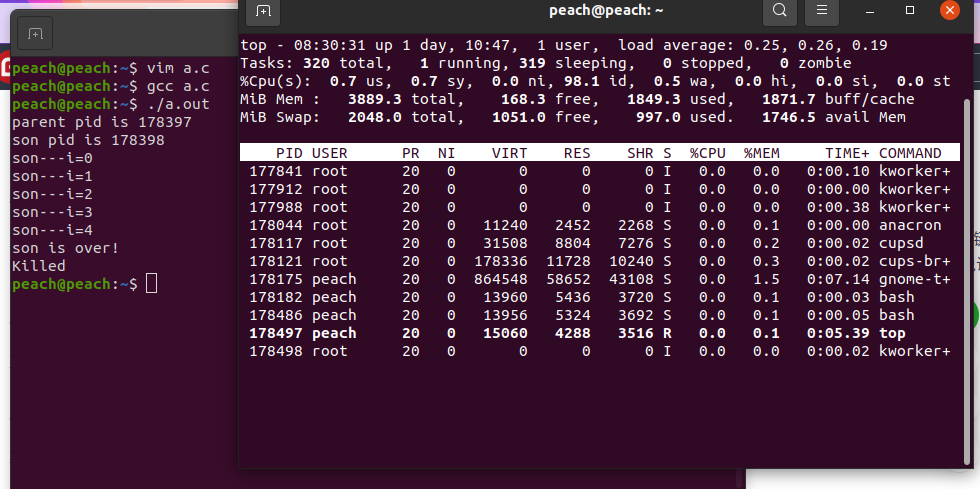 peach@peach:~$ vim a.c
peach@peach:~$ gcc a.c
peach@peach:~$ ./a.out
parent pid is 178397
son pid is 178398
son---i=0
son---i=1
son---i=2
son---i=3
son---i=4
son is over!
Killed
peach@peach:~$
peach@peach: ~
top - 08:30:31 up 1 day, 10:47,  1 user,  load average: 0.25, 0.26, 0.19
Tasks: 320 total,   1 running, 319 sleeping,   0 stopped,   0 zombie
%Cpu(s):  0.7 us,  0.7 sy,  0.0 ni, 98.1 id,  0.5 wa,  0.0 hi,  0.0 si,  0.0 st
MiB Mem :   3889.3 total,    168.3 free,   1849.3 used,   1871.7 buff/cache
MiB Swap:   2048.0 total,   1051.0 free,    997.0 used.   1746.5 avail Mem
PID USER      PR  NI    VIRT    RES    SHR S  %CPU  %MEM     TIME+ COMMAND
177841 root      20   0       0      0      0 I   0.0   0.0   0:00.10 kworker+
177912 root      20   0       0      0      0 I   0.0   0.0   0:00.00 kworker+
177988 root      20   0       0      0      0 I   0.0   0.0   0:00.38 kworker+
178044 root      20   0   11240   2452   2268 S   0.0   0.1   0:00.00 anacron
178117 root      20   0   31508   8804   7276 S   0.0   0.2   0:00.02 cupsd
178121 root      20   0  178336  11728  10240 S   0.0   0.3   0:00.02 cups-br+
178175 peach     20   0  864548  58652  43108 S   0.0   1.5   0:07.14 gnome-t+
178182 peach     20   0   13960   5436   3720 S   0.0   0.1   0:00.03 bash
178486 peach     20   0   13956   5324   3692 S   0.0   0.1   0:00.05 bash
178497 peach     20   0   15060   4288   3516 R   0.0   0.1   0:05.39 top
178498 root      20   0       0      0      0 I   0.0   0.0   0:00.02 kworker+